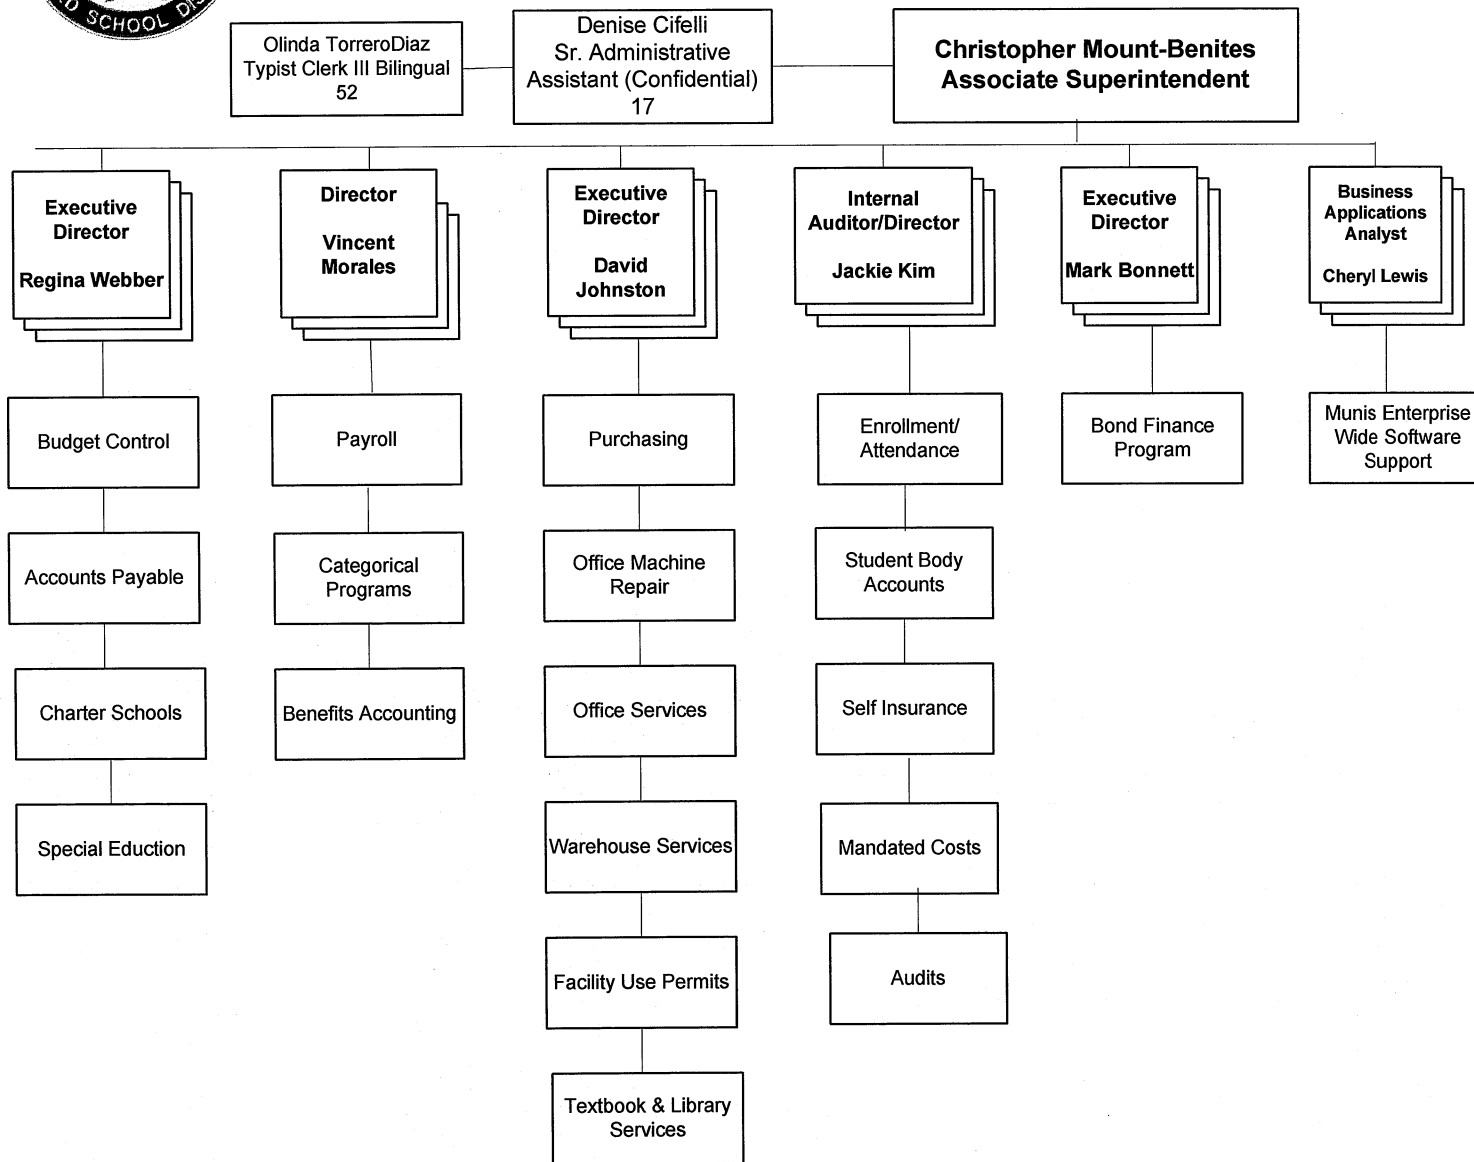 SCHOOL
Olinda TorreroDiaz
Typist Clerk III Bilingual
52
Denise Cifelli
Sr. Administrative
Assistant (Confidential)
17
Christopher Mount-Benites
Associate Superintendent
Executive
Director
Regina Webber
Director
Vincent
Morales
Executive
Director
David
Johnston
Internal
Auditor/Director
Jackie Kim
Executive
Director
Mark Bonnett
Business
Applications
Analyst
Cheryl Lewis
Budget Control
Accounts Payable
Charter Schools
Special Eduction
Payroll
Categorical
Programs
Benefits Accounting
Purchasing
Office Machine
Repair
Office Services
Warehouse Services
Facility Use Permits
Textbook & Library
Services
Enrollment/
Attendance
Student Body
Accounts
Self Insurance
Mandated Costs
Audits
Bond Finance
Program
Munis Enterprise
Wide Software
Support